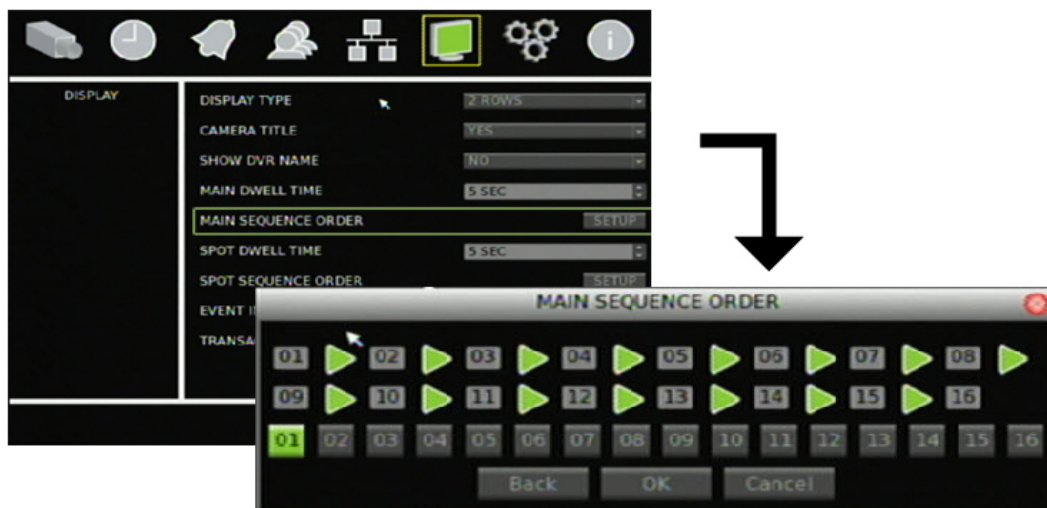 DISPLAY
DISPLAY TYPE 2 ROWS
CAMERA TITLE YES
SHOW DVR NAME NO
MAIN DWELL TIME 5 SEC
MAIN SEQUENCE ORDER SETUP
SPOT DWELL TIME 5 SEC
SPOT SEQUENCE ORDER SETUP
EVENT
TRANSA
MAIN SEQUENCE ORDER
01 02 03 04 05 06 07 08
09 10 11 12 13 14 15 16
01 02 03 04 05 06 07 08 09 10 11 12 13 14 15 16
Back OK Cancel